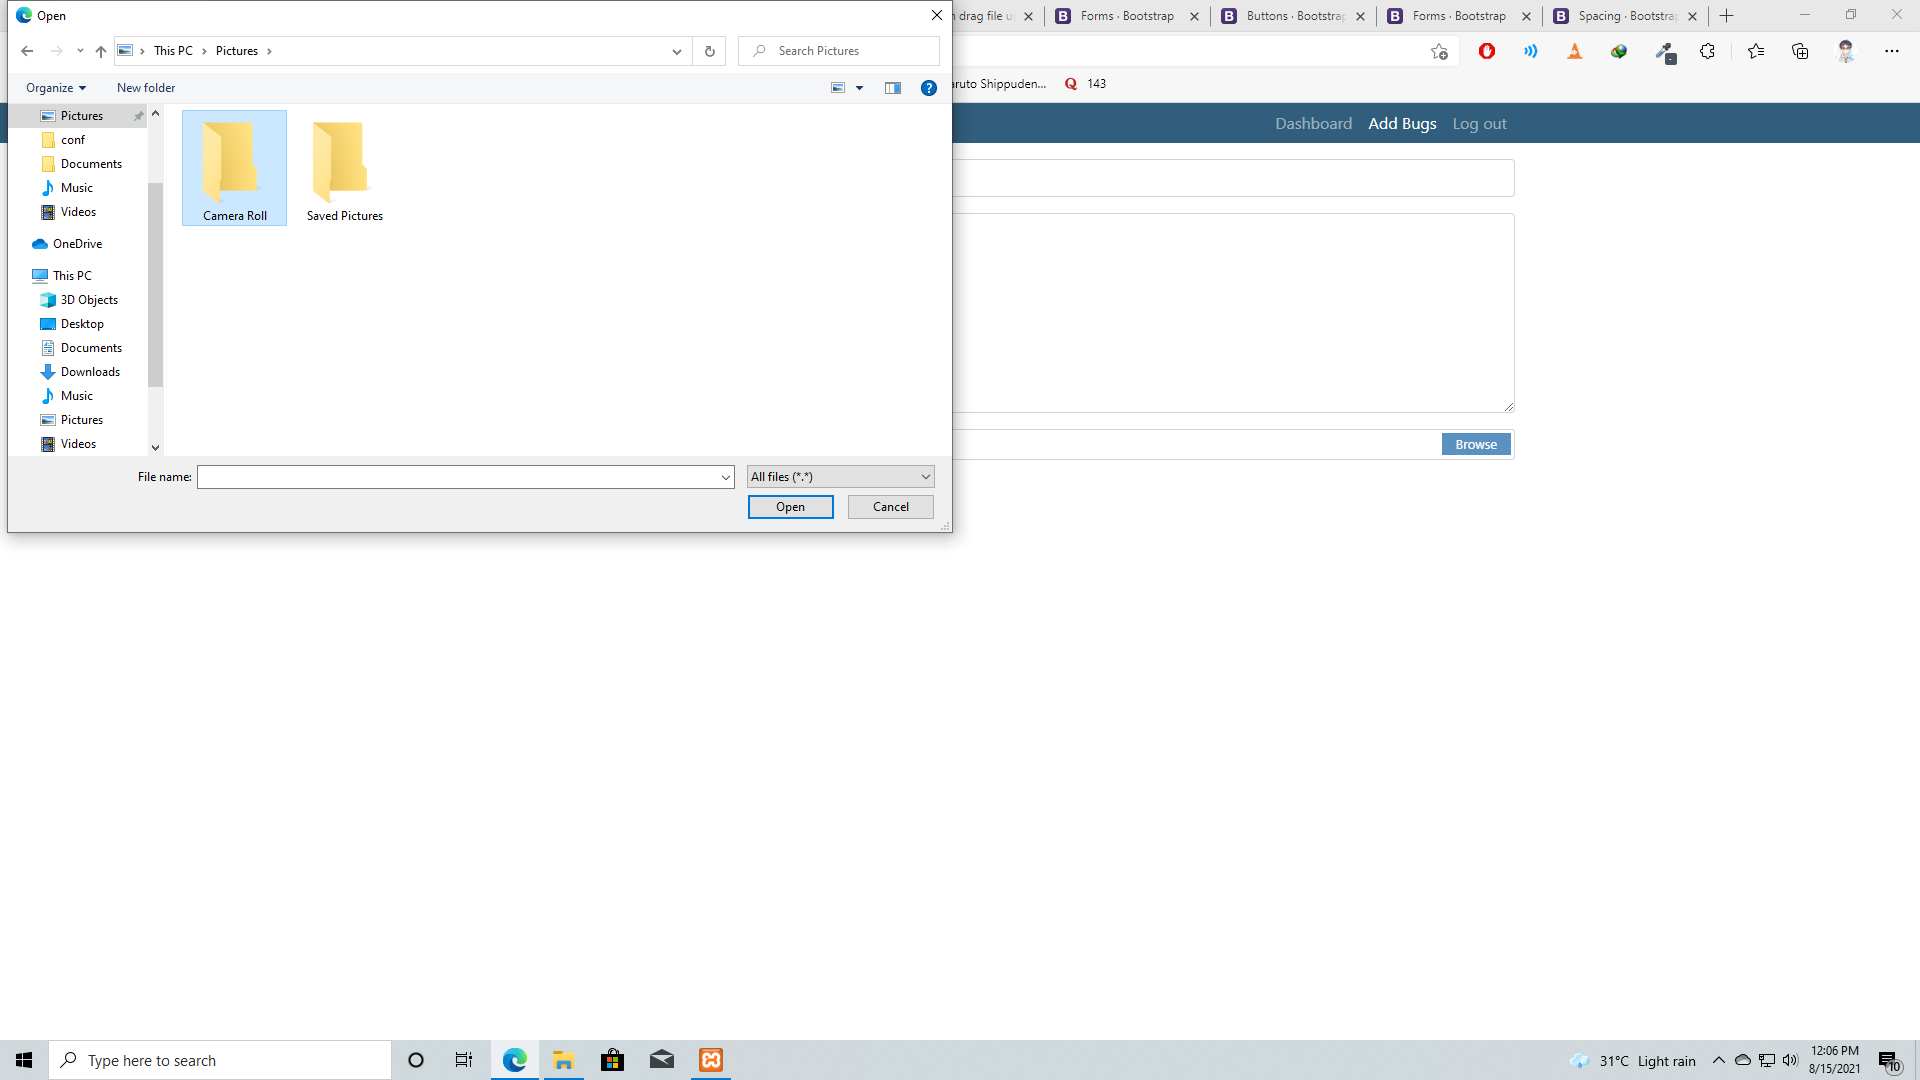 Open
This PC
Pictures
Search Pictures
Organize
New folder
Pictures
conf
Documents
Music
Videos
OneDrive
This PC
3D Objects
Desktop
Documents
Downloads
Music
Pictures
Videos
Camera Roll
Saved Pictures
File name:
All files (*.*)
Open
Cancel
drag file u
Forms · Bootstrap
Buttons · Bootstrap
Forms · Bootstrap
Spacing · Bootstrap
aruto Shippuden...
143
Dashboard
Add Bugs
Log out
Browse
Type here to search
31°C Light rain
12:06 PM
8/15/2021
10